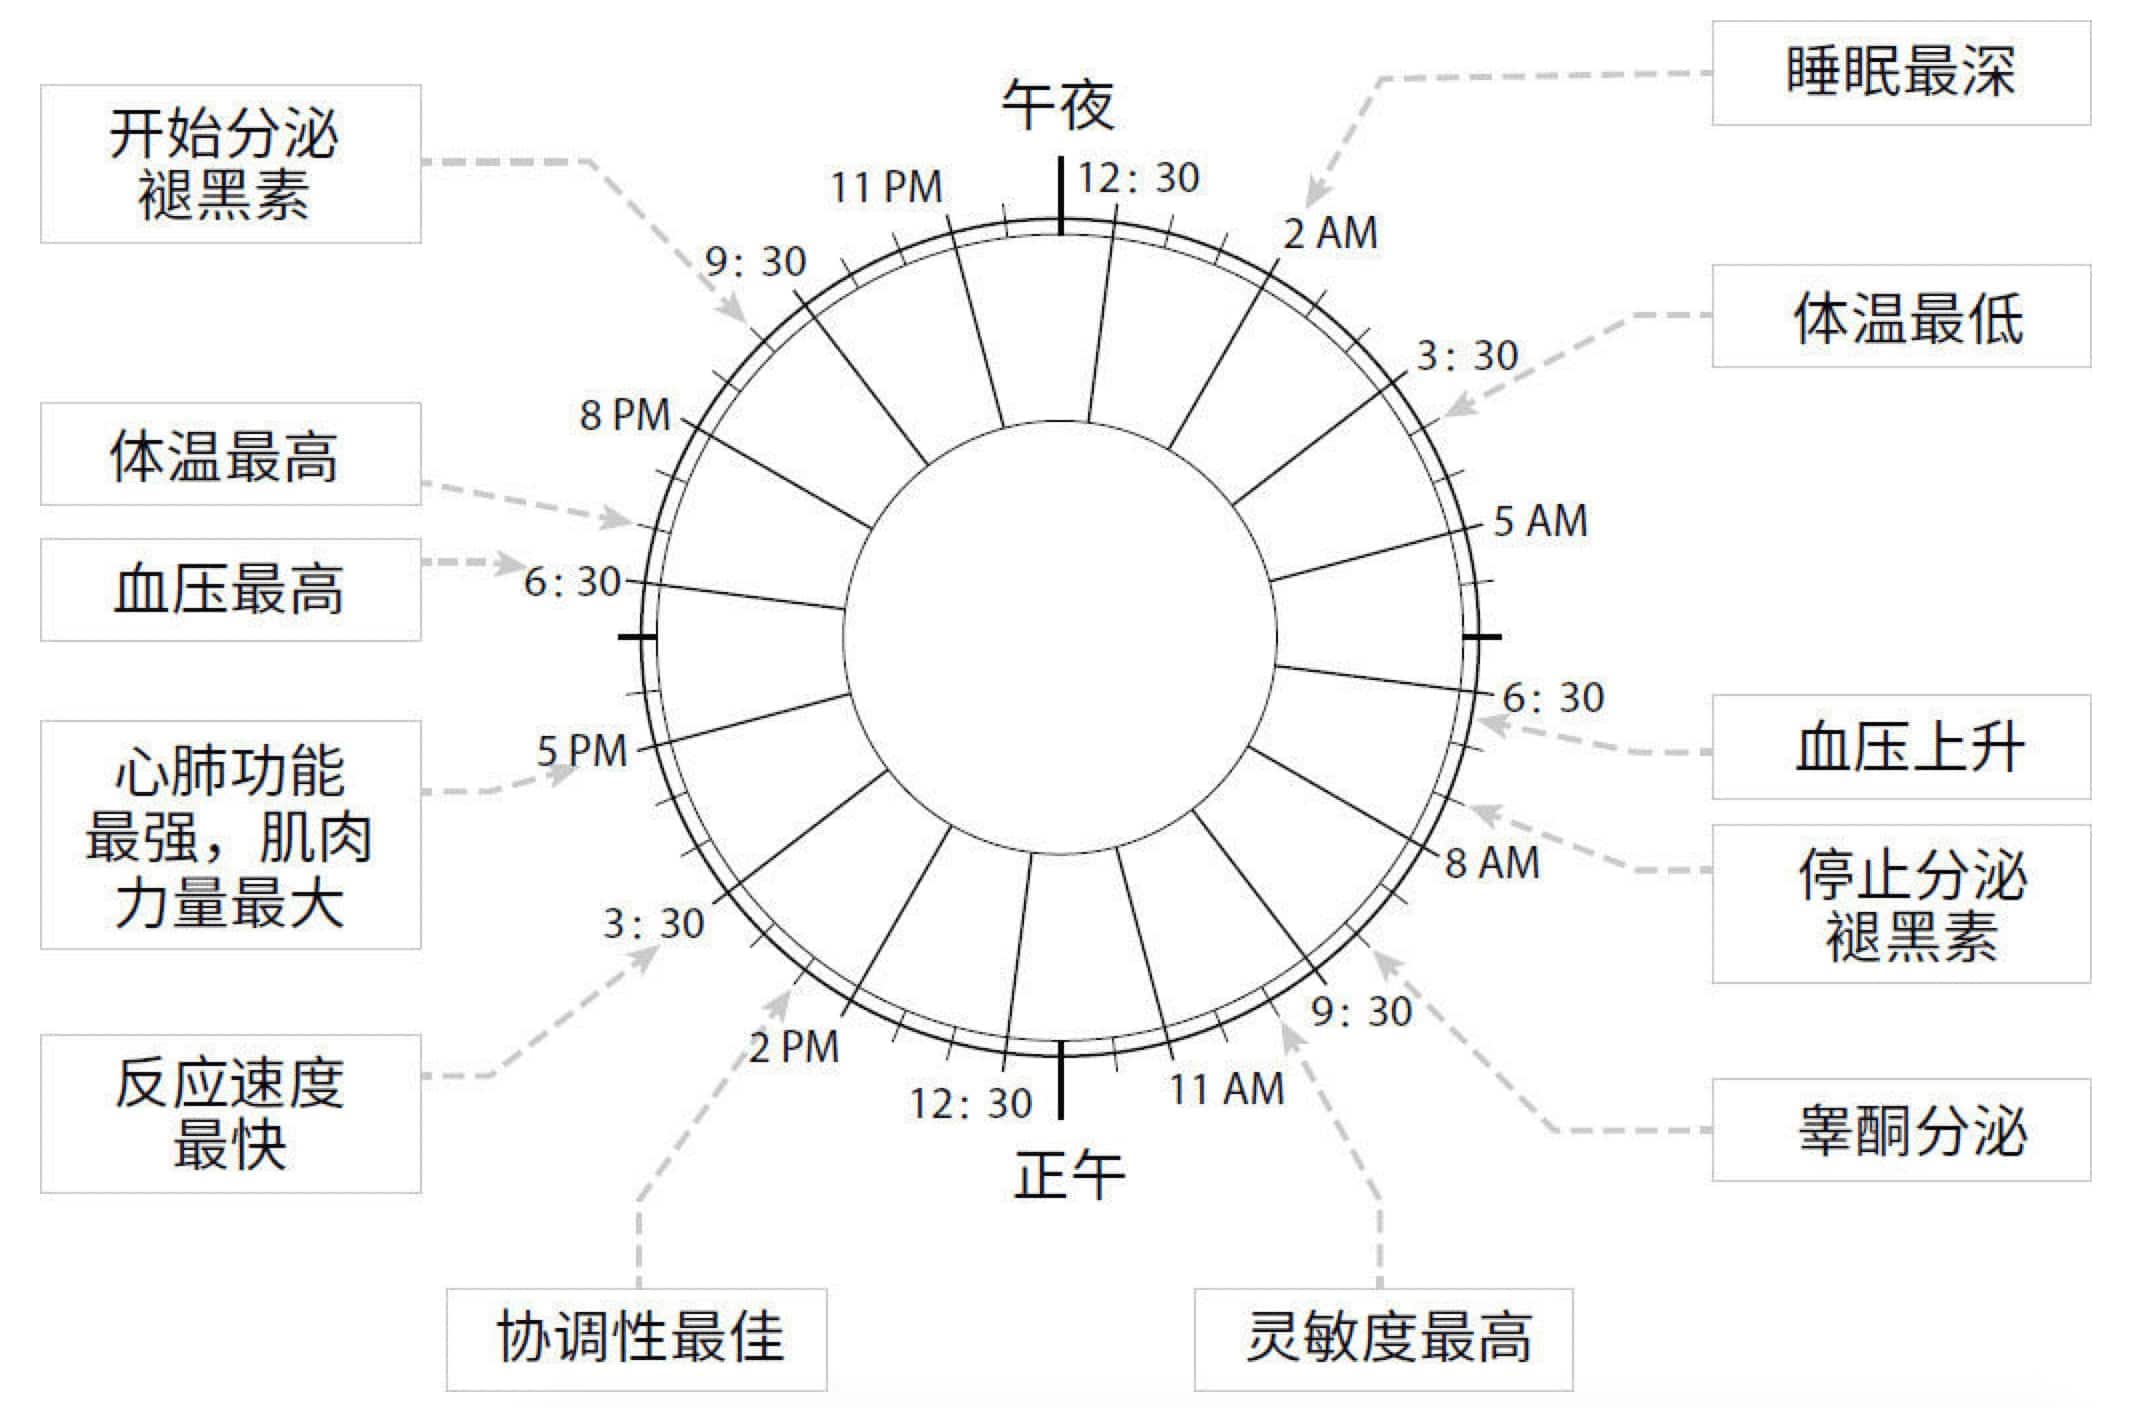 午夜
12：30
2 AM
3：30
5 AM
6：30
8 AM
9：30
11 AM
正午
12：30
2 PM
3：30
5 PM
6：30
8 PM
9：30
11 PM
睡眠最深
体温最低
血压上升
停止分泌
褪黑素
睾酮分泌
灵敏度最高
协调性最佳
反应速度
最快
心肺功能
最强，肌肉
力量最大
血压最高
体温最高
开始分泌
褪黑素